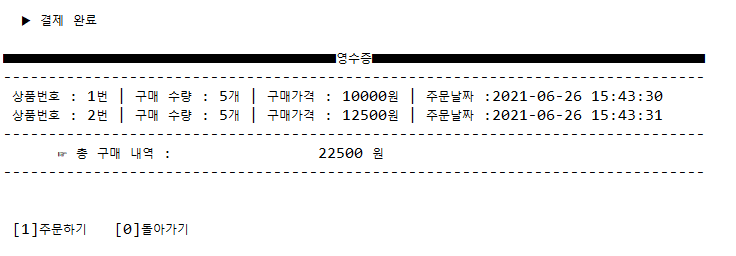 ▶ 결제 완료
영수증
상품번호 : 1번 | 구매 수량 : 5개 | 구매가격 : 10000원 | 주문날짜 :2021-06-26 15:43:30
상품번호 : 2번 | 구매 수량 : 5개 | 구매가격 : 12500원 | 주문날짜 :2021-06-26 15:43:31
☞ 총 구매 내역 : 22500 원
[1]주문하기 [0]돌아가기